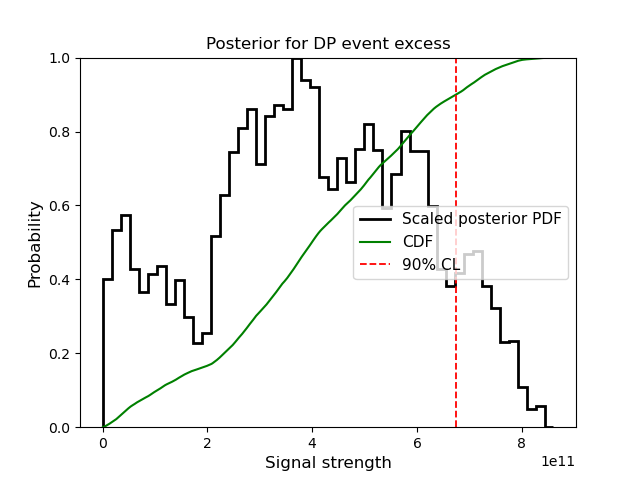 Posterior for DP event excess
1.0
0.8
0.6
0.4
0.2
0.0
Probability
Scaled posterior PDF
CDF
90% CL
0
2
4
6
8
1e11
Signal strength